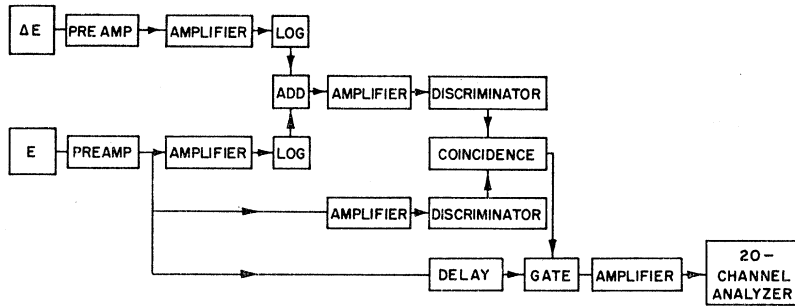 ΔE
PRE AMP
AMPLIFIER
LOG
ADD
AMPLIFIER
DISCRIMINATOR
E
PREAMP
AMPLIFIER
LOG
COINCIDENCE
AMPLIFIER
DISCRIMINATOR
DELAY
GATE
AMPLIFIER
20-
CHANNEL
ANALYZER